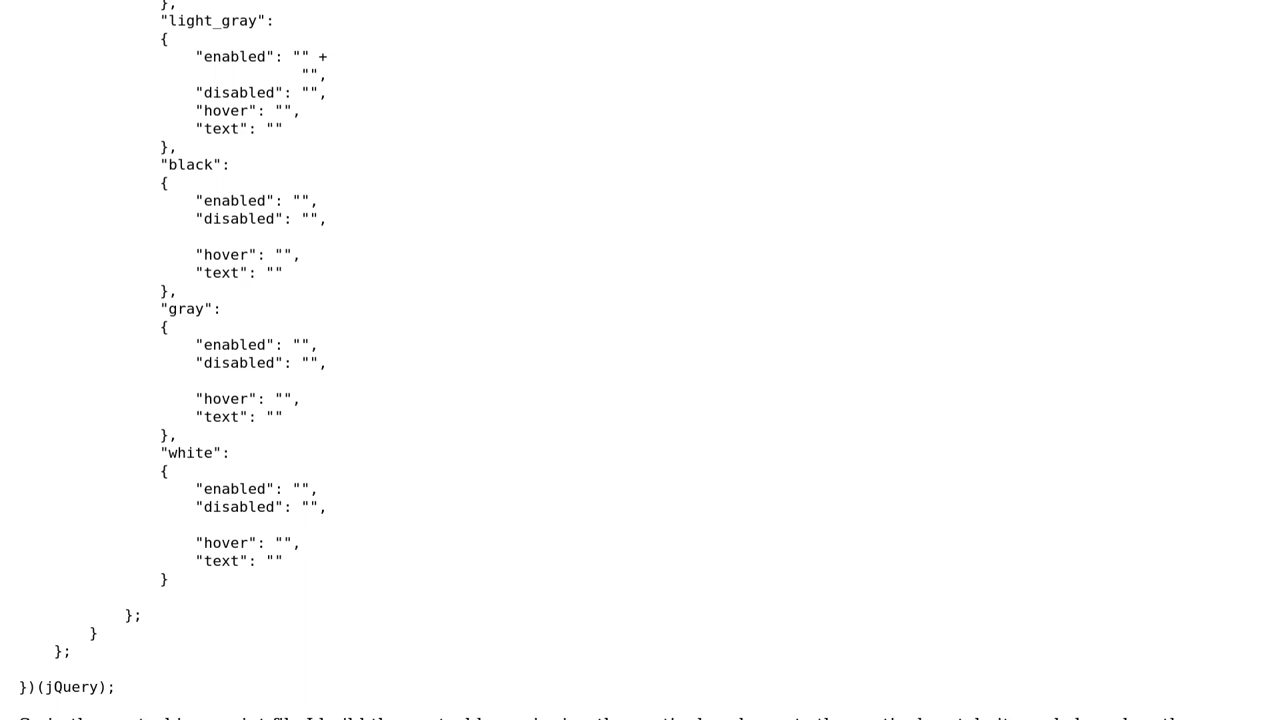 },
"light_gray":
{
"enabled": "" +
"",
"disabled": "",
"hover": "",
"text": ""
},
"black":
{
"enabled": "",
"disabled": "",
"hover": "",
"text": ""
},
"gray":
{
"enabled": "",
"disabled": "",
"hover": "",
"text": ""
},
"white":
{
"enabled": "",
"disabled": "",
"hover": "",
"text": ""
}
};
}
};
})(jQuery);